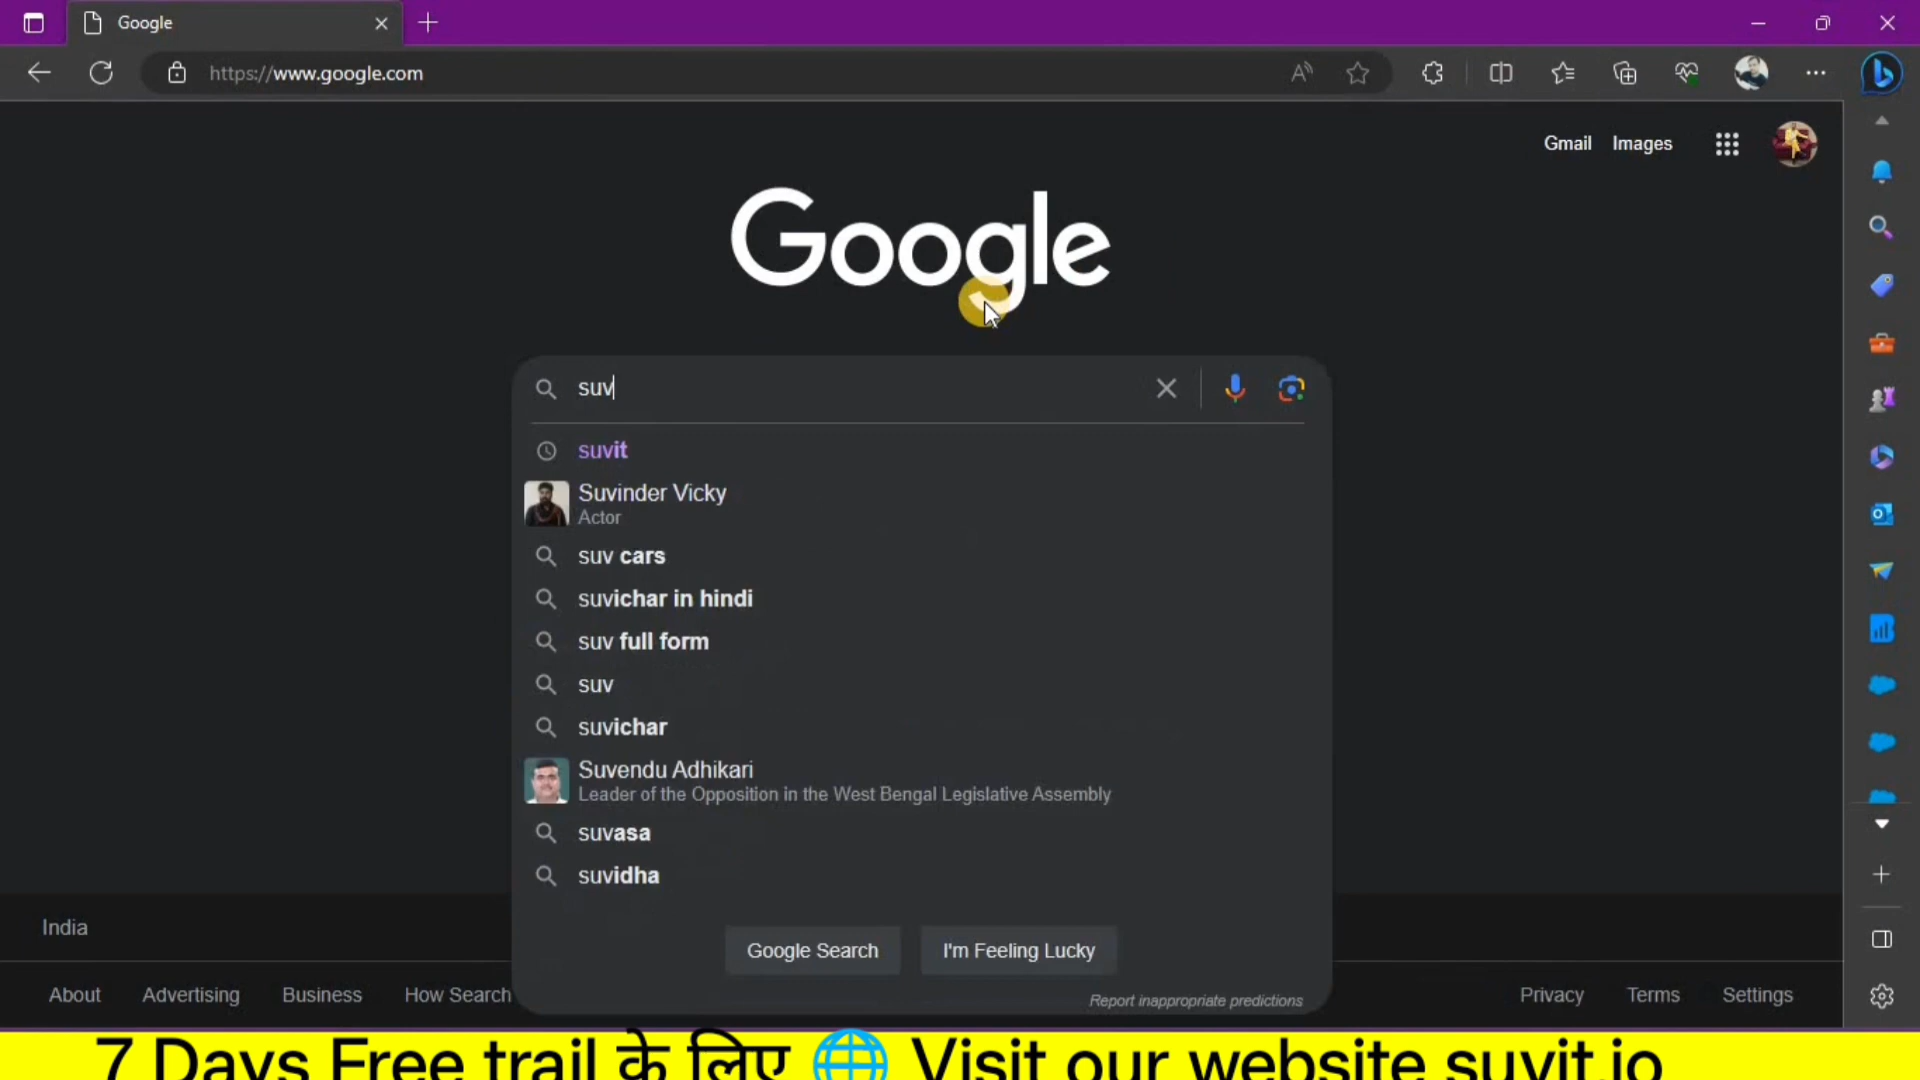 Google
https://www.google.com
Gmail Images
Google
suv
suvit
Suvinder Vicky
Actor
suv cars
suvichar in hindi
suv full form
suv
suvichar
Suvendu Adhikari
Leader of the Opposition in the West Bengal Legislative Assembly
suvasa
suvidha
Google Search I'm Feeling Lucky
Report inappropriate predictions
India
About Advertising Business How Search
Privacy Terms Settings
7 Days Free trail के लिए 🌐 Visit our website suvit.io